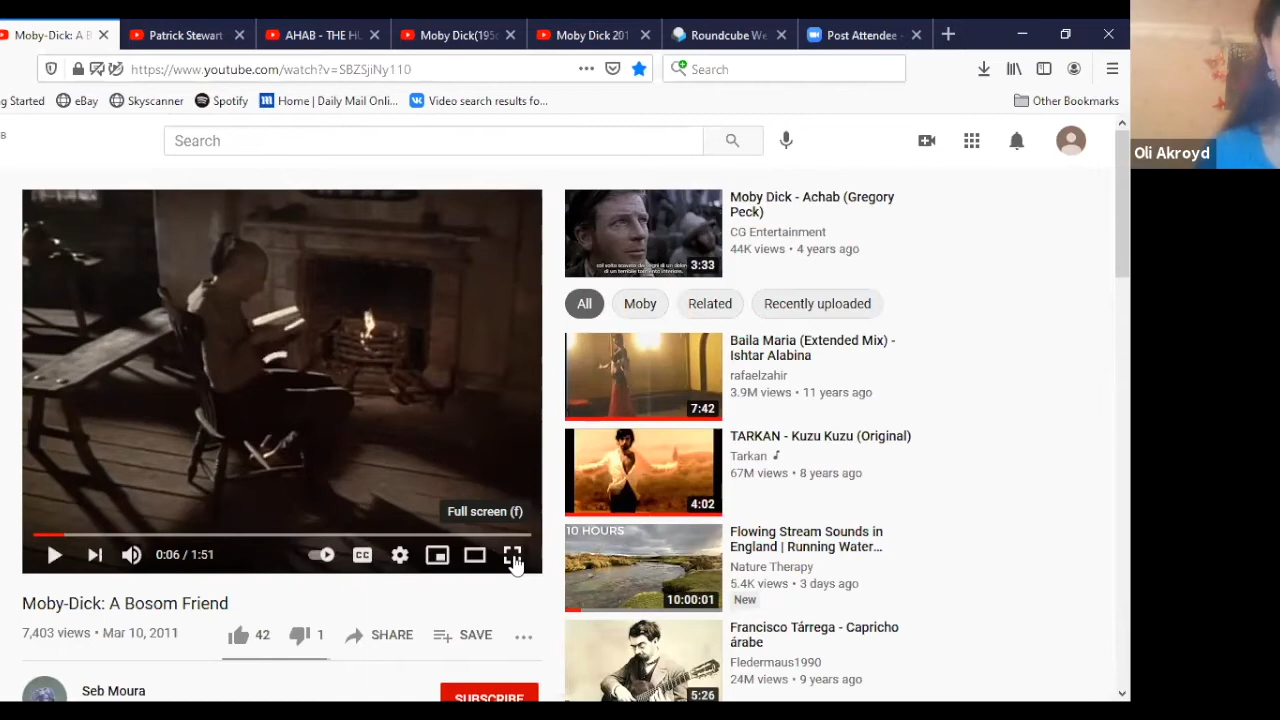 Moby-Dick: A B
Patrick Stewart
AHAB - THE HU
Moby Dick(195
Moby Dick 201
Roundcube We
Post Attendee -
https://www.youtube.com/watch?v=SBZSjiNy110
Search
ng Started
eBay
Skyscanner
Spotify
Home | Daily Mail Onli...
Video search results fo...
Other Bookmarks
Search
Oli Akroyd
Moby Dick - Achab (Gregory
Peck)
CG Entertainment
44K views • 4 years ago
3:33
All
Moby
Related
Recently uploaded
Baila Maria (Extended Mix) -
Ishtar Alabina
rafaelzahir
3.9M views • 11 years ago
7:42
TARKAN - Kuzu Kuzu (Original)
Tarkan
67M views • 8 years ago
4:02
10 HOURS
Flowing Stream Sounds in
England | Running Water...
Nature Therapy
5.4K views • 3 days ago
New
10:00:01
Francisco Tárrega - Capricho
árabe
Fledermaus1990
24M views • 9 years ago
5:26
Full screen (f)
0:06 / 1:51
CC
Moby-Dick: A Bosom Friend
7,403 views • Mar 10, 2011
42
1
SHARE
SAVE
Seb Moura
SUBSCRIBE